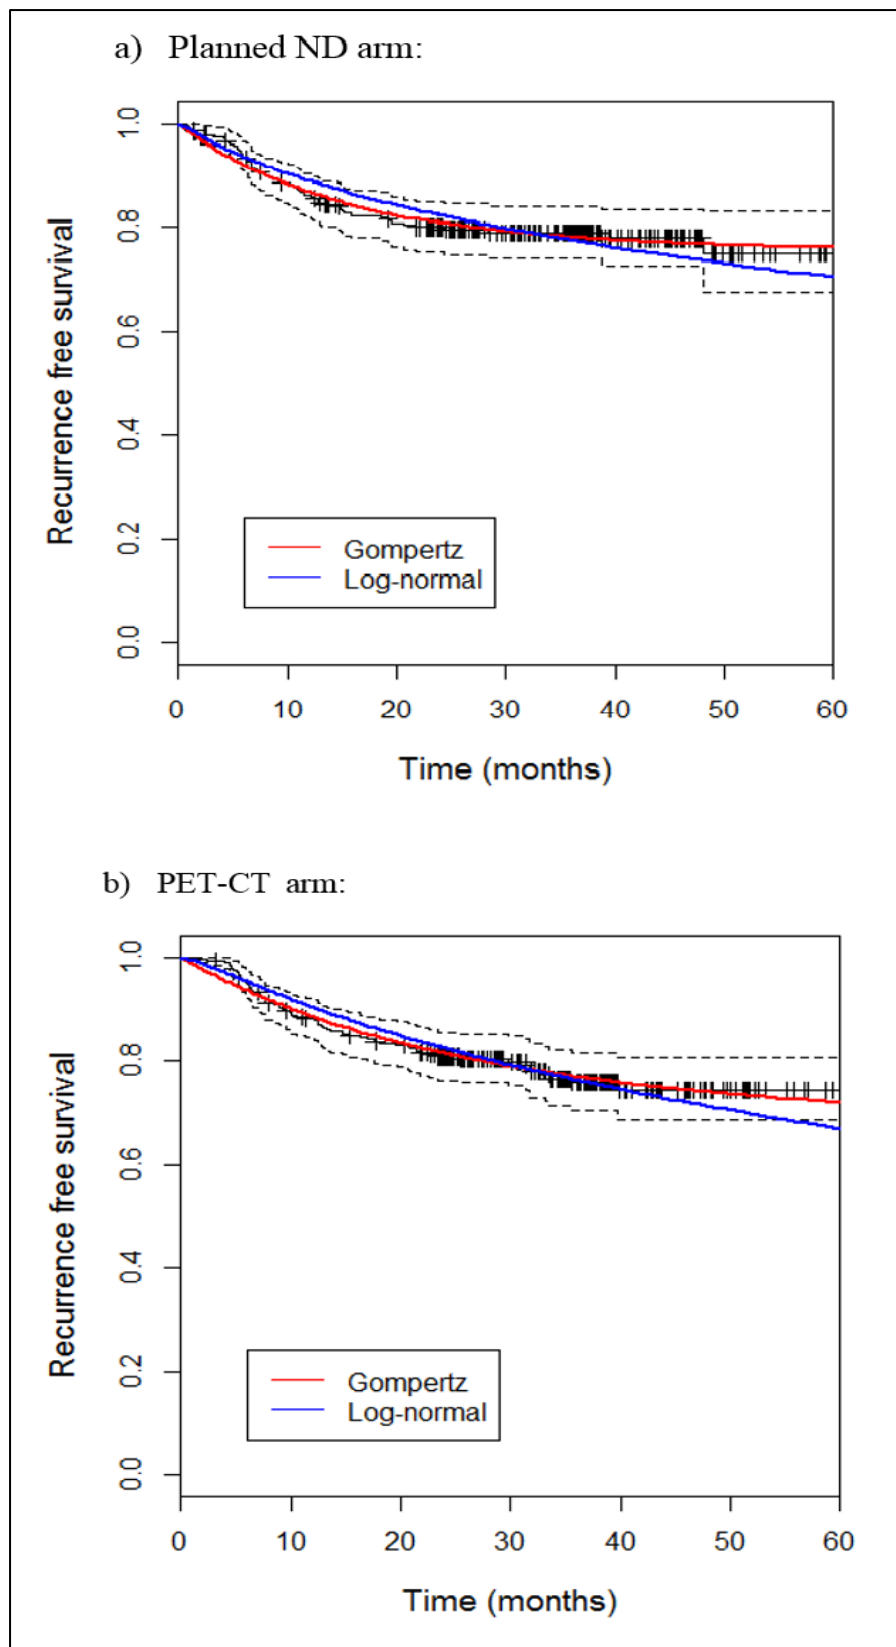 a) Planned ND arm:
1.0
0.8
0.6
0.4
0.2
0.0
Recurrence free survival
Gompertz
Log-normal
0 10 20 30 40 50 60
Time (months)
b) PET-CT arm:
1.0
0.8
0.6
0.4
0.2
0.0
Recurrence free survival
Gompertz
Log-normal
0 10 20 30 40 50 60
Time (months)